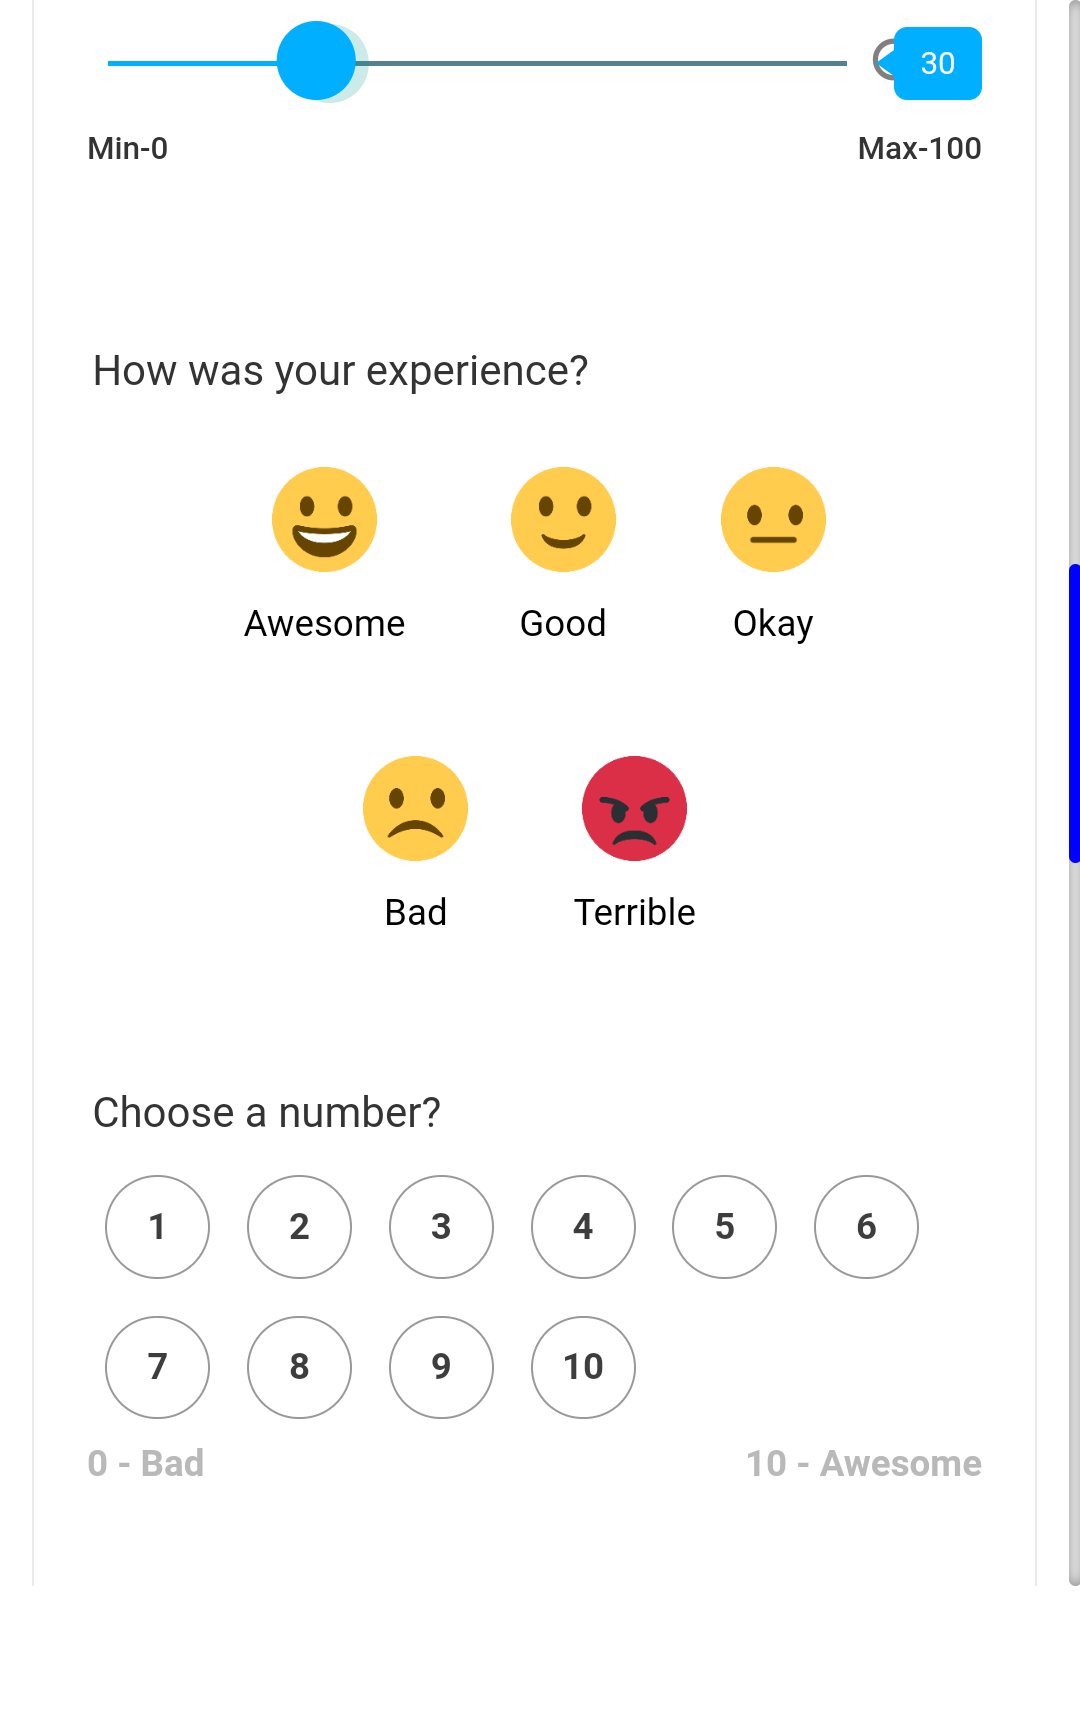 30
Min-0 Max-100
How was your experience?
Awesome Good Okay
Bad Terrible
Choose a number?
1 2 3 4 5 6
7 8 9 10
0 - Bad 10 - Awesome